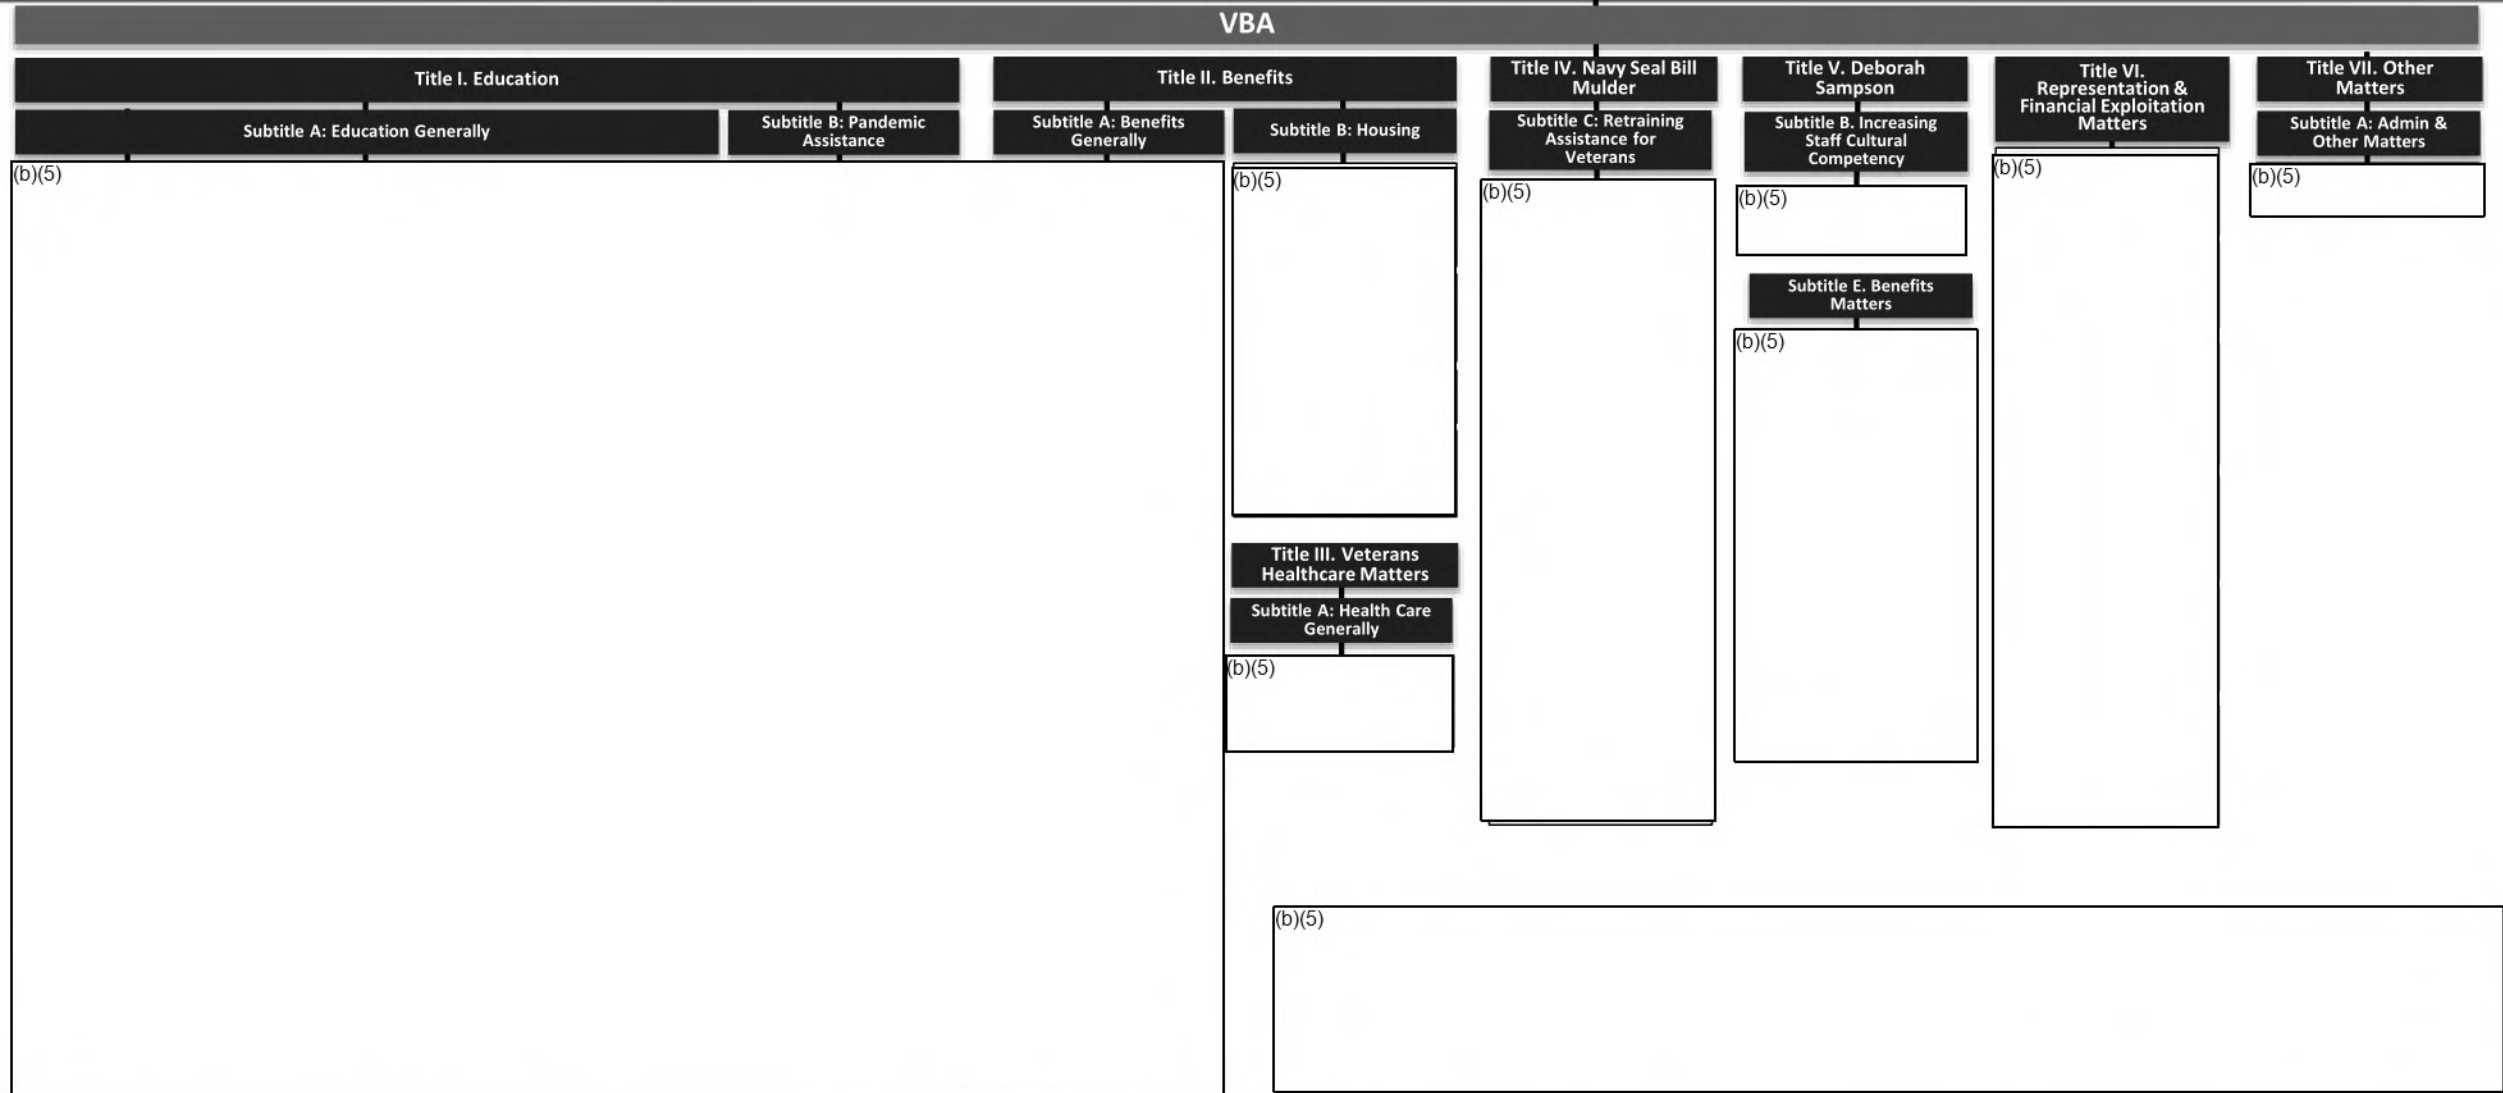 VBA
Title I. Education
Subtitle A: Education Generally
Subtitle B: Pandemic
Assistance
(b)(5)
Title II. Benefits
Subtitle A: Benefits
Generally
Subtitle B: Housing
(b)(5)
Title III. Veterans
Healthcare Matters
Subtitle A: Health Care
Generally
(b)(5)
Title IV. Navy Seal Bill
Mulder
Subtitle C: Retraining
Assistance for
Veterans
(b)(5)
Title V. Deborah
Sampson
Subtitle B. Increasing
Staff Cultural
Competency
(b)(5)
Subtitle E. Benefits
Matters
(b)(5)
Title VI.
Representation &
Financial Exploitation
Matters
(b)(5)
Title VII. Other
Matters
Subtitle A: Admin &
Other Matters
(b)(5)
(b)(5)